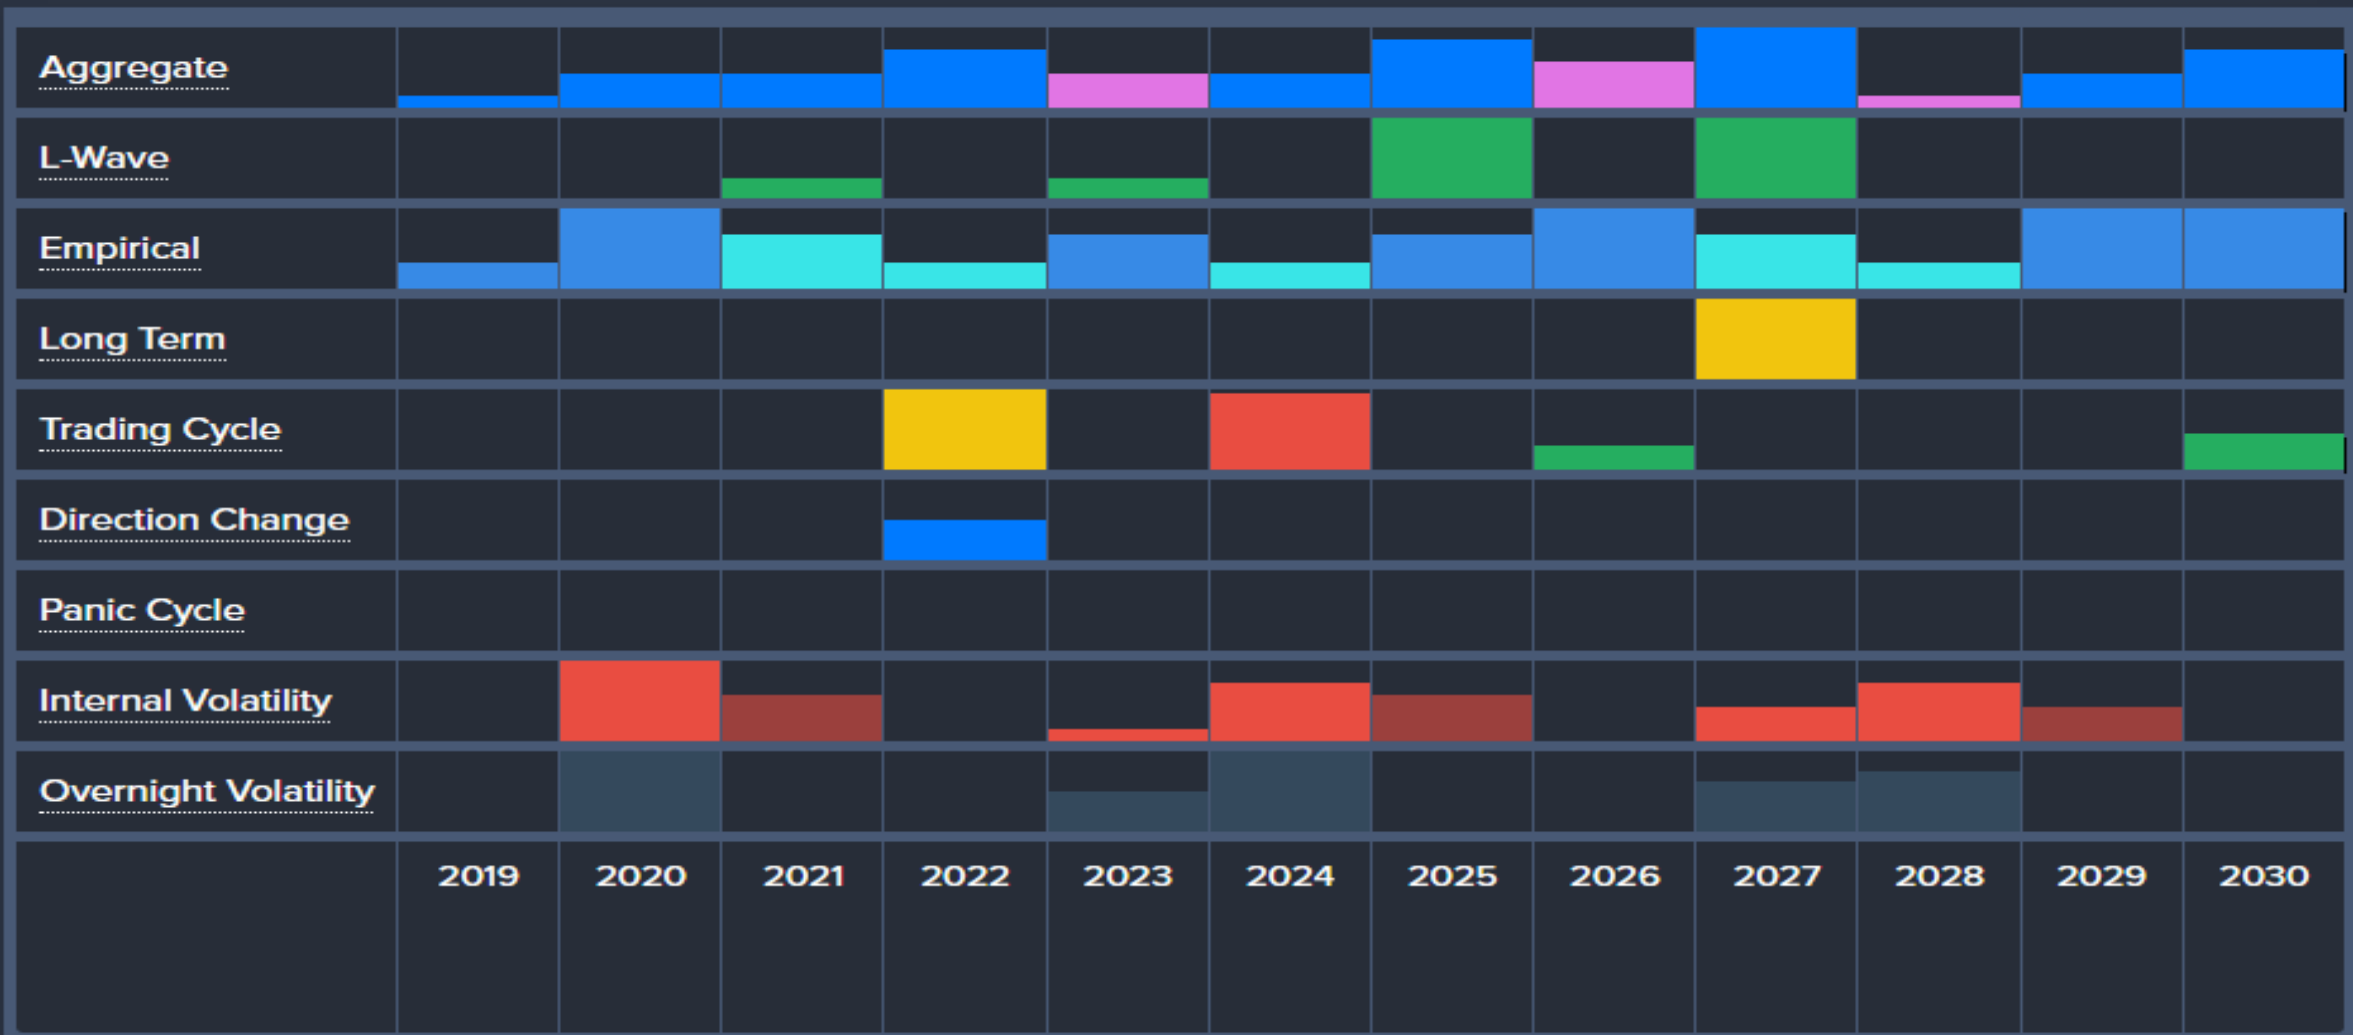 Aggregate
L-Wave
Empirical
Long Term
Trading Cycle
Direction Change
Panic Cycle
Internal Volatility
Overnight Volatility
2019 2020 2021 2022 2023 2024 2025 2026 2027 2028 2029 2030